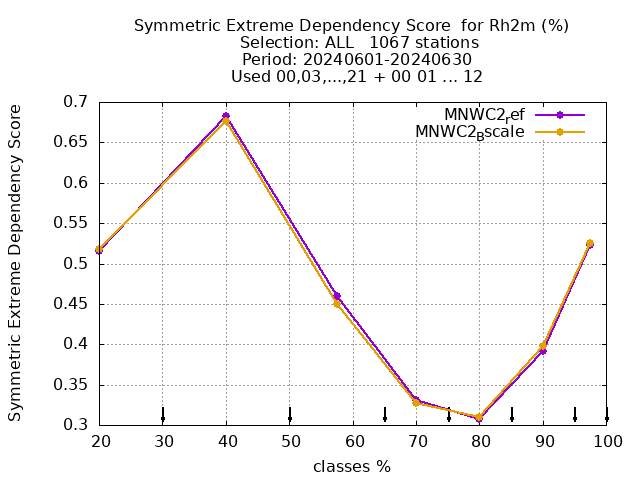 Symmetric Extreme Dependency Score  for Rh2m (%)
Selection: ALL   1067 stations
Period: 20240601-20240630
Used 00,03,...,21 + 00 01 ... 12
Symmetric Extreme Dependency Score
0.7
0.65
0.6
0.55
0.5
0.45
0.4
0.35
0.3
MNWC2ref
MNWC2Bscale
20 30 40 50 60 70 80 90 100
classes %